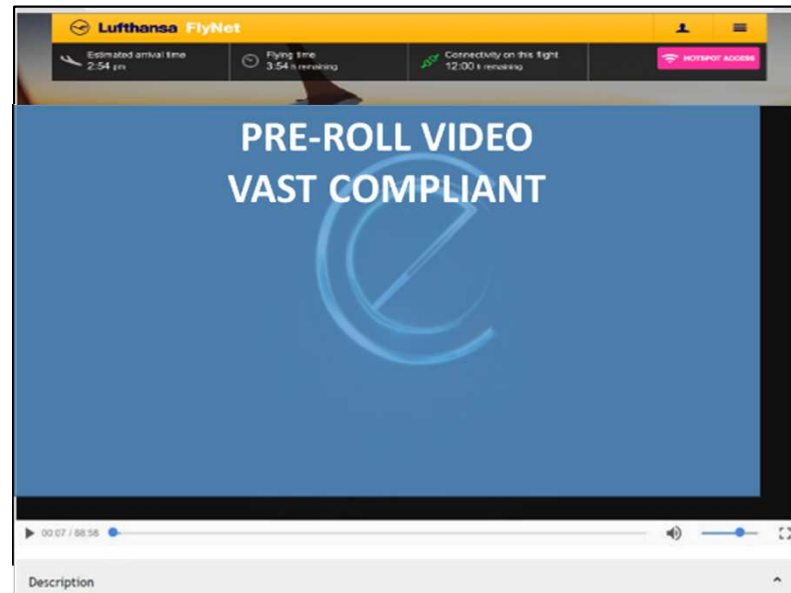 Lufthansa FlyNet
Estimated arrival time
2:54 pm
Flying time
3:54 h remaining
Connectivity on this flight
12:00 h remaining
HOTSPOT ACCESS
PRE-ROLL VIDEO
VAST COMPLIANT
00:07 / 68:56
Description